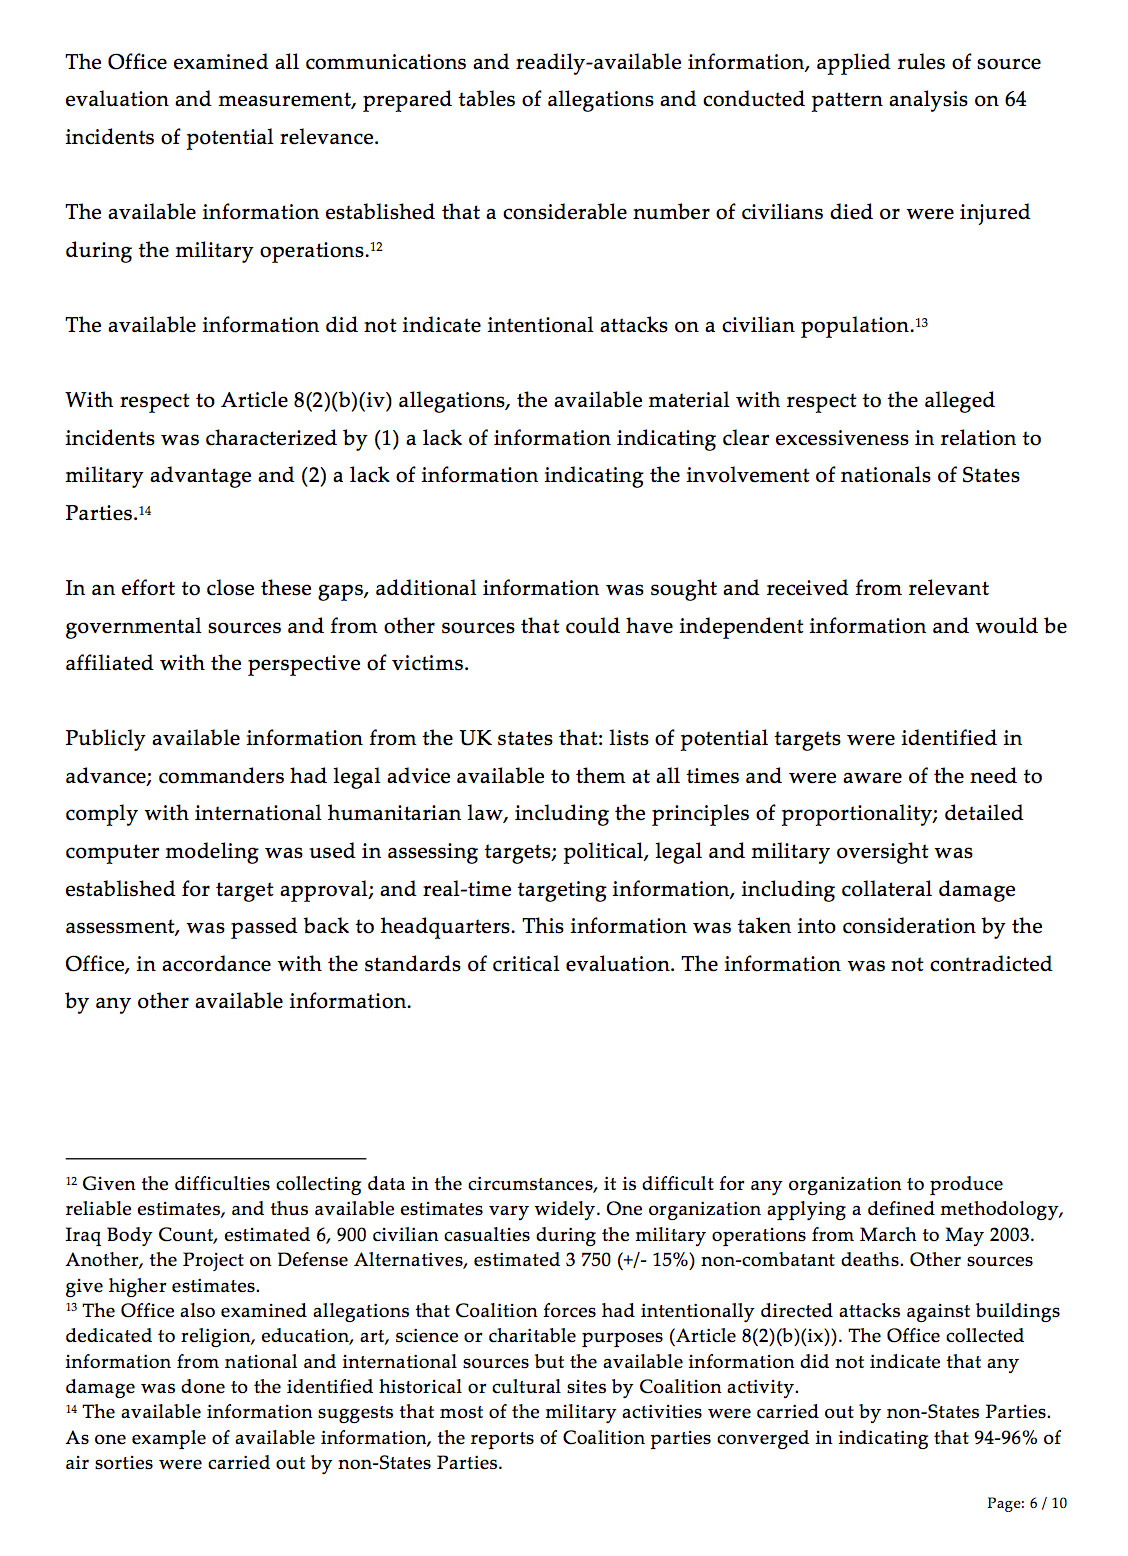 The Office examined all communications and readily-available information, applied rules of source
evaluation and measurement, prepared tables of allegations and conducted pattern analysis on 64
incidents of potential relevance.
The available information established that a considerable number of civilians died or were injured
during the military operations.12
The available information did not indicate intentional attacks on a civilian population.13
With respect to Article 8(2)(b)(iv) allegations, the available material with respect to the alleged
incidents was characterized by (1) a lack of information indicating clear excessiveness in relation to
military advantage and (2) a lack of information indicating the involvement of nationals of States
Parties.14
In an effort to close these gaps, additional information was sought and received from relevant
governmental sources and from other sources that could have independent information and would be
affiliated with the perspective of victims.
Publicly available information from the UK states that: lists of potential targets were identified in
advance; commanders had legal advice available to them at all times and were aware of the need to
comply with international humanitarian law, including the principles of proportionality; detailed
computer modeling was used in assessing targets; political, legal and military oversight was
established for target approval; and real-time targeting information, including collateral damage
assessment, was passed back to headquarters. This information was taken into consideration by the
Office, in accordance with the standards of critical evaluation. The information was not contradicted
by any other available information.
12 Given the difficulties collecting data in the circumstances, it is difficult for any organization to produce
reliable estimates, and thus available estimates vary widely. One organization applying a defined methodology,
Iraq Body Count, estimated 6, 900 civilian casualties during the military operations from March to May 2003.
Another, the Project on Defense Alternatives, estimated 3 750 (+/- 15%) non-combatant deaths. Other sources
give higher estimates.
13 The Office also examined allegations that Coalition forces had intentionally directed attacks against buildings
dedicated to religion, education, art, science or charitable purposes (Article 8(2)(b)(ix)). The Office collected
information from national and international sources but the available information did not indicate that any
damage was done to the identified historical or cultural sites by Coalition activity.
14 The available information suggests that most of the military activities were carried out by non-States Parties.
As one example of available information, the reports of Coalition parties converged in indicating that 94-96% of
air sorties were carried out by non-States Parties.
Page: 6 / 10